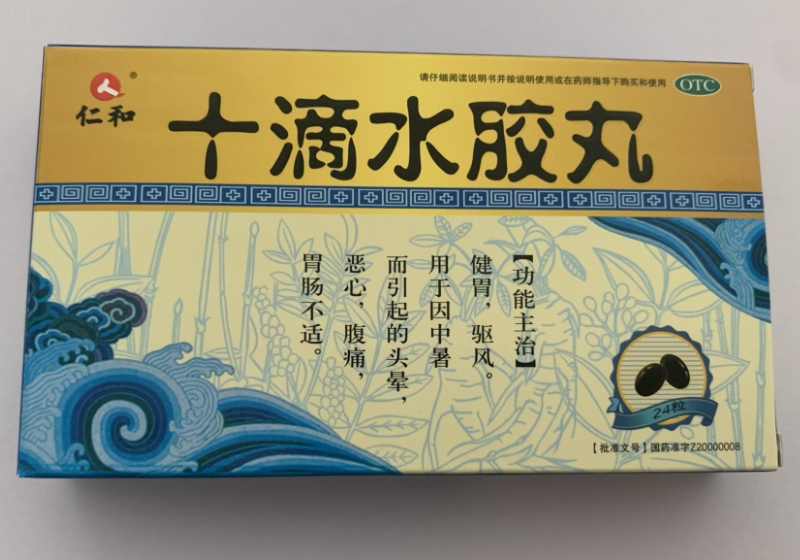 请仔细阅读说明书并按说明使用或在药师指导下购买和使用
OTC
仁和
®
十滴水胶丸
【功能主治】
健胃，驱风。
用于因中暑
而引起的头晕，
恶心，腹痛，
胃肠不适。
24粒
【批准文号】国药准字Z20000008